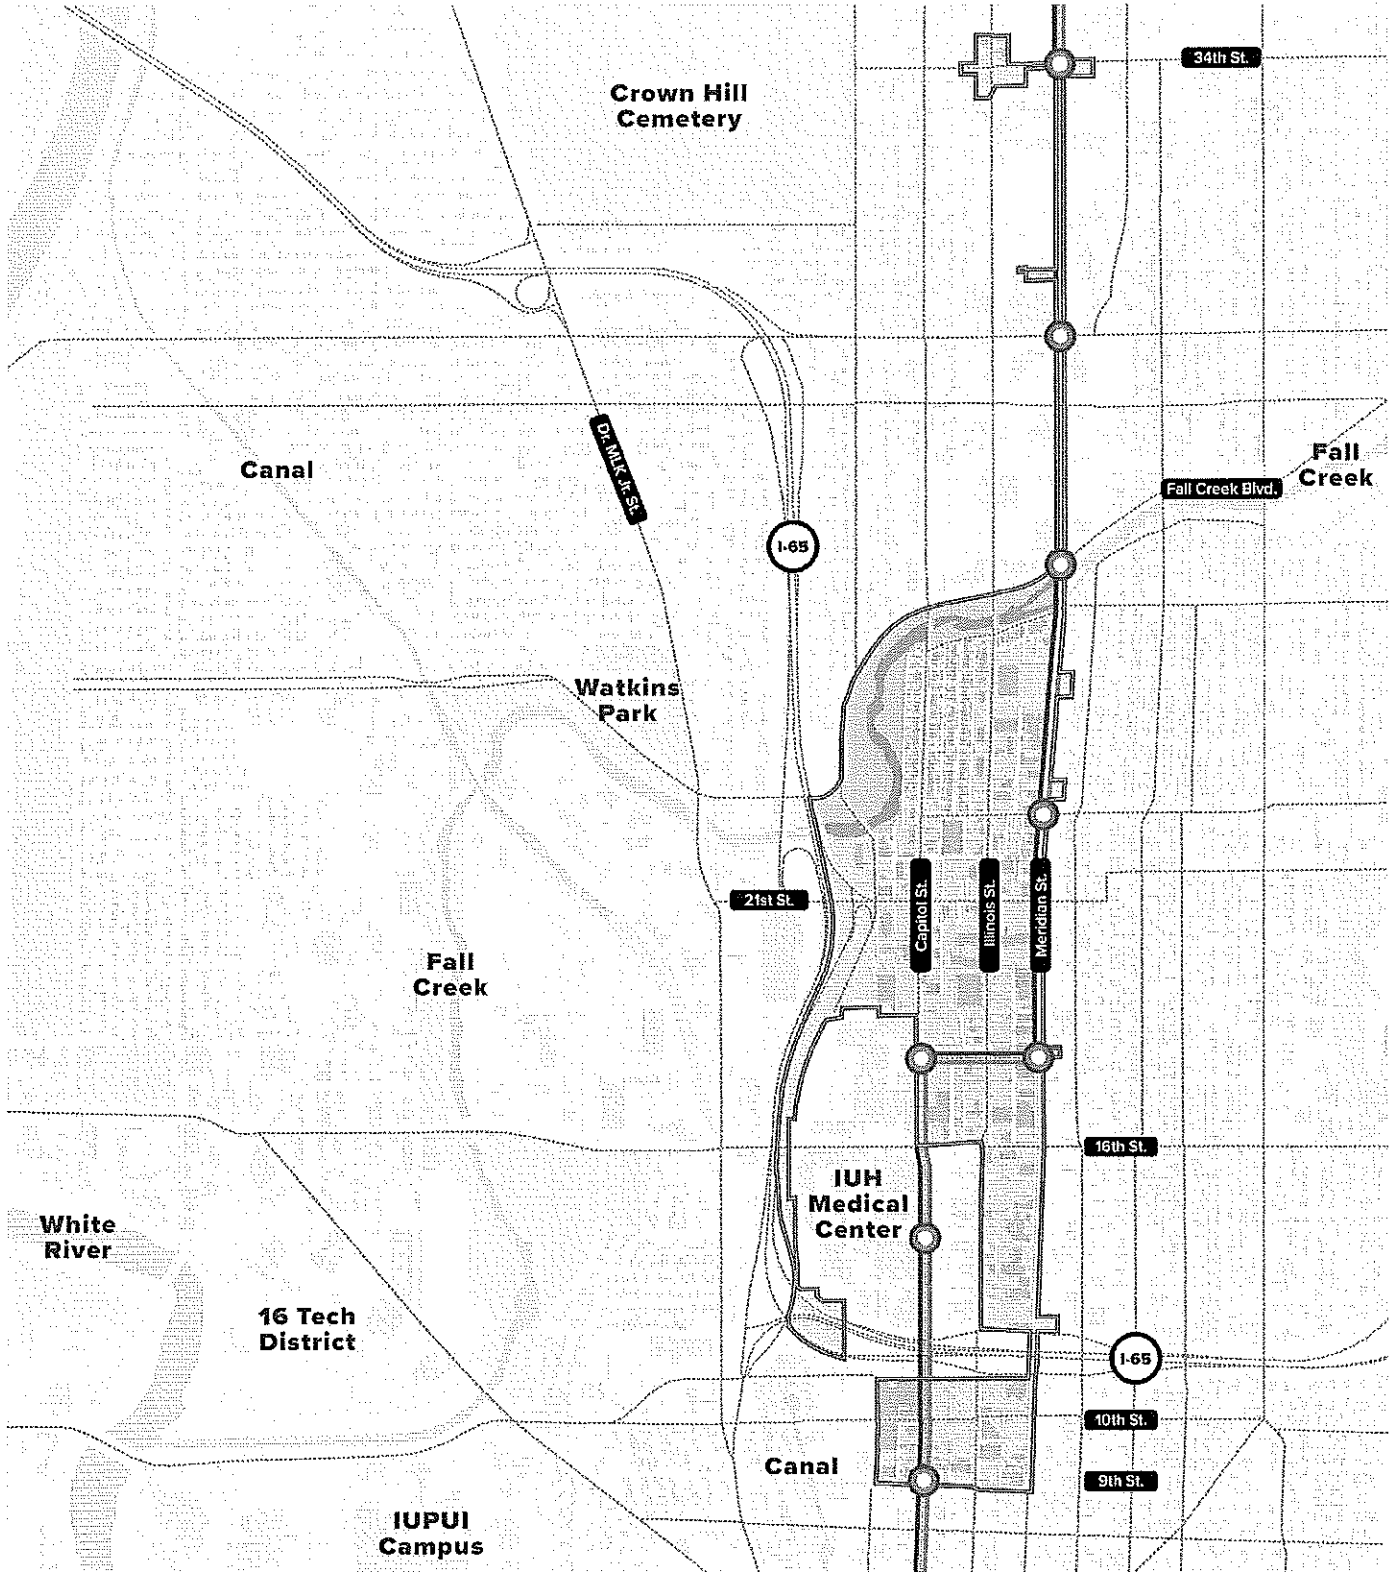 34th St.
Crown Hill
Cemetery
Dr. MLK Jr. St.
Canal
Fall
Creek
Fall Creek Blvd.
I-65
Watkins
Park
21st St.
Capitol St.
Illinois St.
Meridian St.
Fall
Creek
16th St.
IUH
Medical
Center
White
River
16 Tech
District
I-65
10th St.
Canal
9th St.
IUPUI
Campus